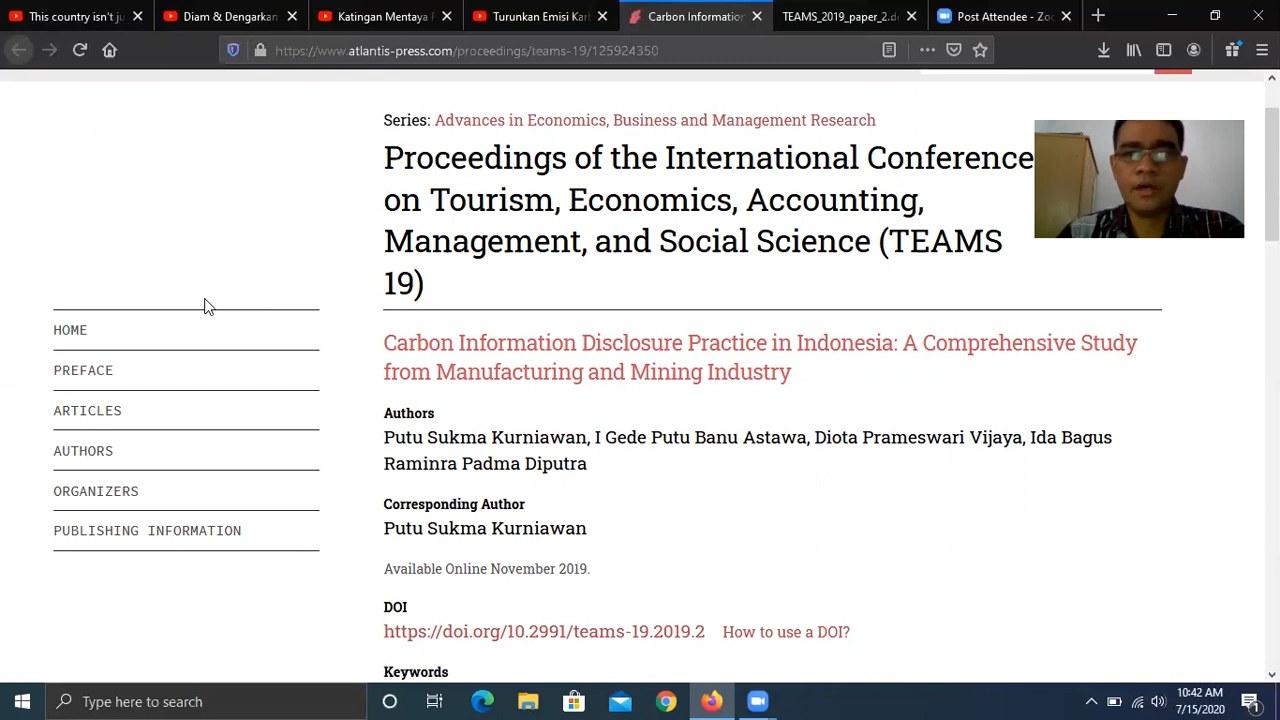 This country isn't ju
Diam & Dengarkan
Katingan Mentaya
Turunkan Emisi Kar
Carbon Information
TEAMS_2019_paper_2.d
Post Attendee - Zo
https://www.atlantis-press.com/proceedings/teams-19/125924350
Series: Advances in Economics, Business and Management Research
Proceedings of the International Conference
on Tourism, Economics, Accounting,
Management, and Social Science (TEAMS
19)
HOME
PREFACE
ARTICLES
AUTHORS
ORGANIZERS
PUBLISHING INFORMATION
Carbon Information Disclosure Practice in Indonesia: A Comprehensive Study
from Manufacturing and Mining Industry
Authors
Putu Sukma Kurniawan, I Gede Putu Banu Astawa, Diota Prameswari Vijaya, Ida Bagus
Raminra Padma Diputra
Corresponding Author
Putu Sukma Kurniawan
Available Online November 2019.
DOI
https://doi.org/10.2991/teams-19.2019.2 How to use a DOI?
Keywords
Type here to search
10:42 AM
7/15/2020